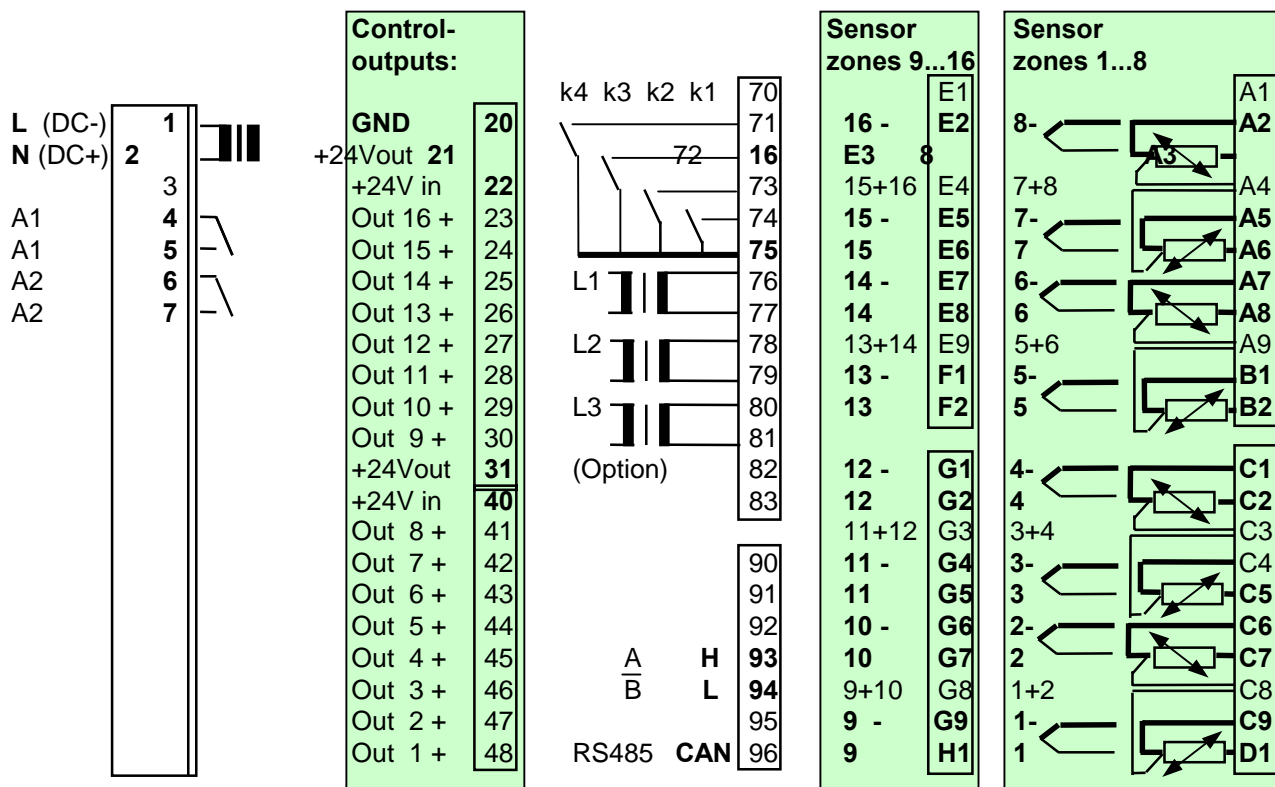 Control-
outputs:
Sensor
zones 9...16
Sensor
zones 1...8
k4 k3 k2 k1 70 E1 A1
L (DC-) 1 GND 20 71 16 - E2 8- A2
N (DC+) 2 +24Vout 21 72 16 E3 8 A3
3 +24V in 22 73 15+16 E4 7+8 A4
A1 4 Out 16 + 23 74 15 - E5 7- A5
A1 5 Out 15 + 24 75 15 E6 7 A6
A2 6 Out 14 + 25 L1 76 14 - E7 6- A7
A2 7 Out 13 + 26 77 14 E8 6 A8
Out 12 + 27 L2 78 13+14 E9 5+6 A9
Out 11 + 28 79 13 - F1 5- B1
Out 10 + 29 L3 80 13 F2 5 B2
Out 9 + 30 81
+24Vout 31 (Option) 82 12 - G1 4- C1
+24V in 40 83 12 G2 4 C2
Out 8 + 41 11+12 G3 3+4 C3
Out 7 + 42 90 11 - G4 3- C4
Out 6 + 43 91 11 G5 3 C5
Out 5 + 44 92 10 - G6 2- C6
Out 4 + 45 A H 93 10 G7 2 C7
Out 3 + 46 B L 94 9+10 G8 1+2 C8
Out 2 + 47 95 9 - G9 1- C9
Out 1 + 48 RS485 CAN 96 9 H1 1 D1